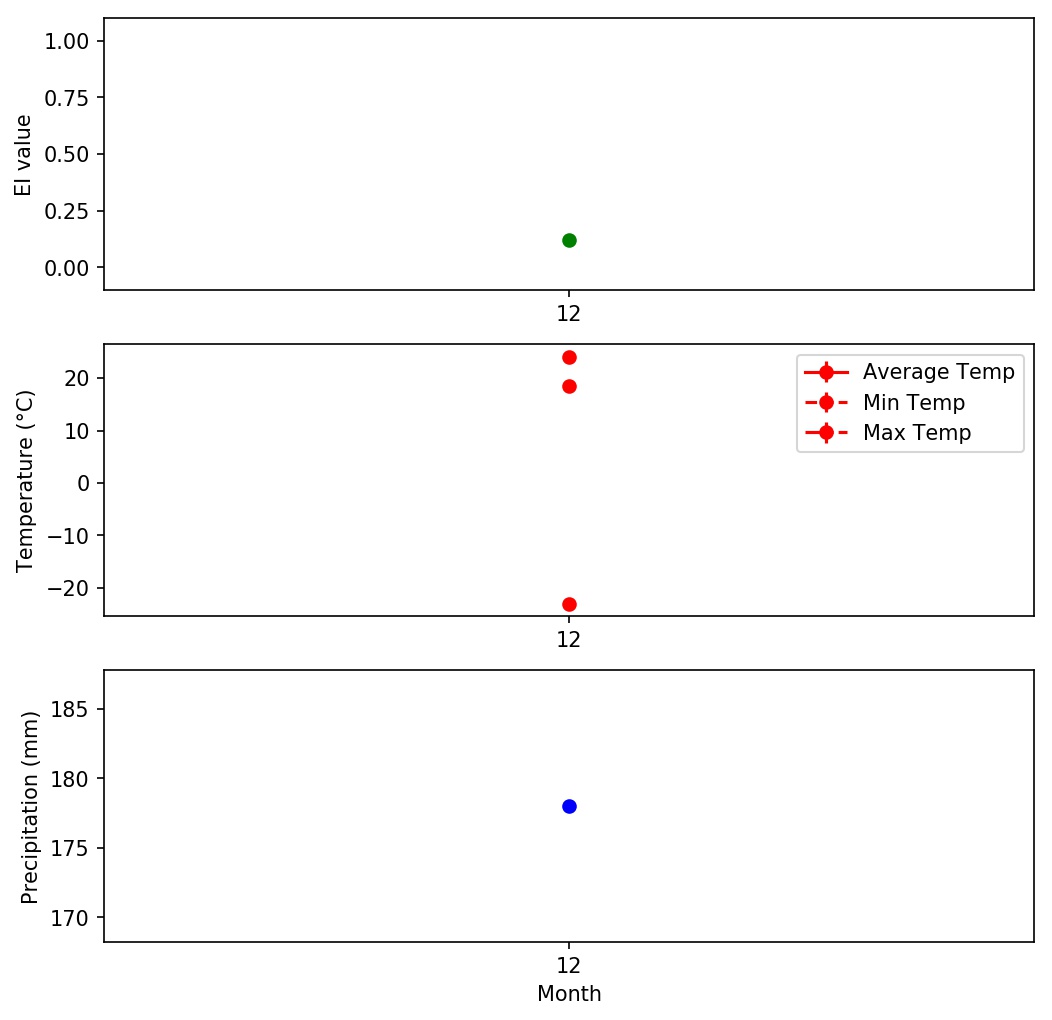 EI value
1.00
0.75
0.50
0.25
0.00
12
Temperature (°C)
20
10
0
−10
−20
Average Temp
Min Temp
Max Temp
12
Precipitation (mm)
185
180
175
170
12
Month